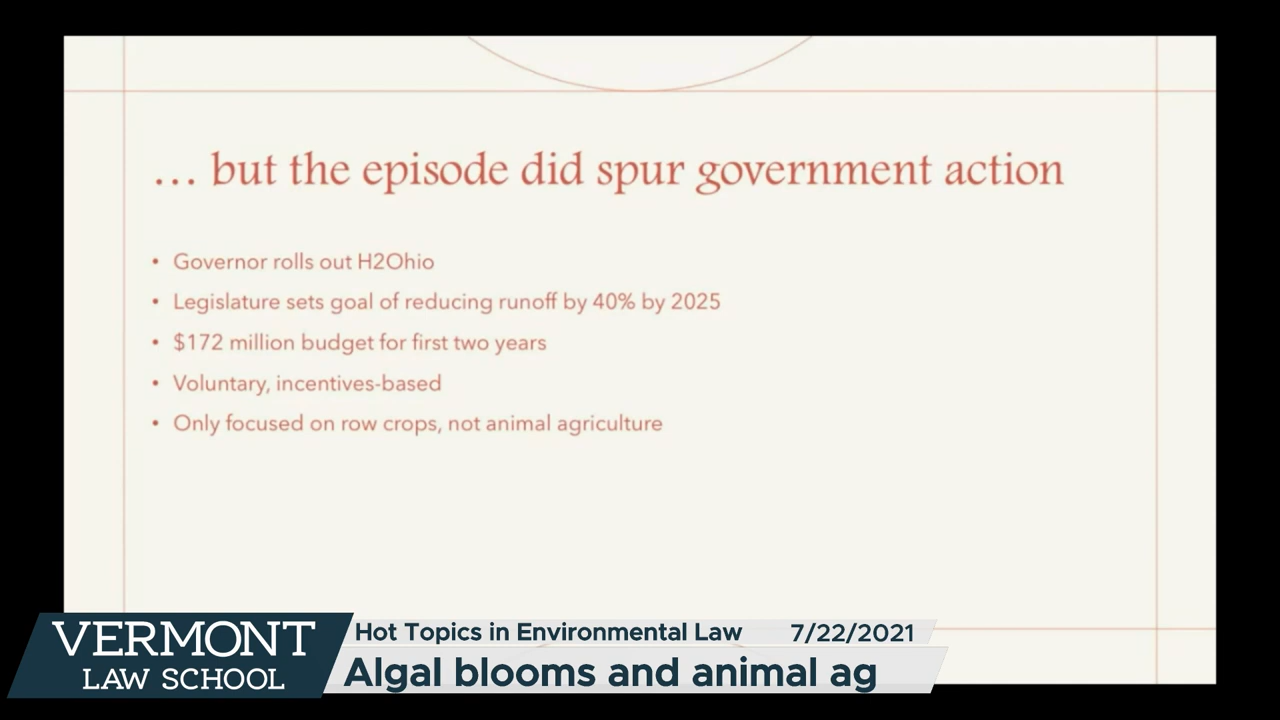 … but the episode did spur government action
• Governor rolls out H2Ohio
• Legislature sets goal of reducing runoff by 40% by 2025
• $172 million budget for first two years
• Voluntary, incentives-based
• Only focused on row crops, not animal agriculture
VERMONT
LAW SCHOOL
Hot Topics in Environmental Law 7/22/2021
Algal blooms and animal ag